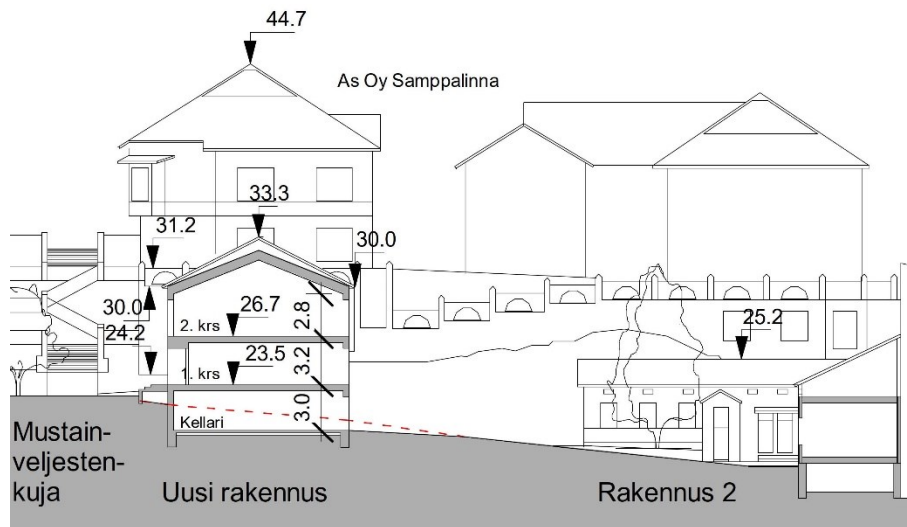 44.7
As Oy Samppalinna
33.3
31.2
30.0
30.0
24.2
26.7
2. krs
2.8
25.2
23.5
1. krs
3.2
Kellari
3.0
Mustain-
veljesten-
kuja
Uusi rakennus
Rakennus 2